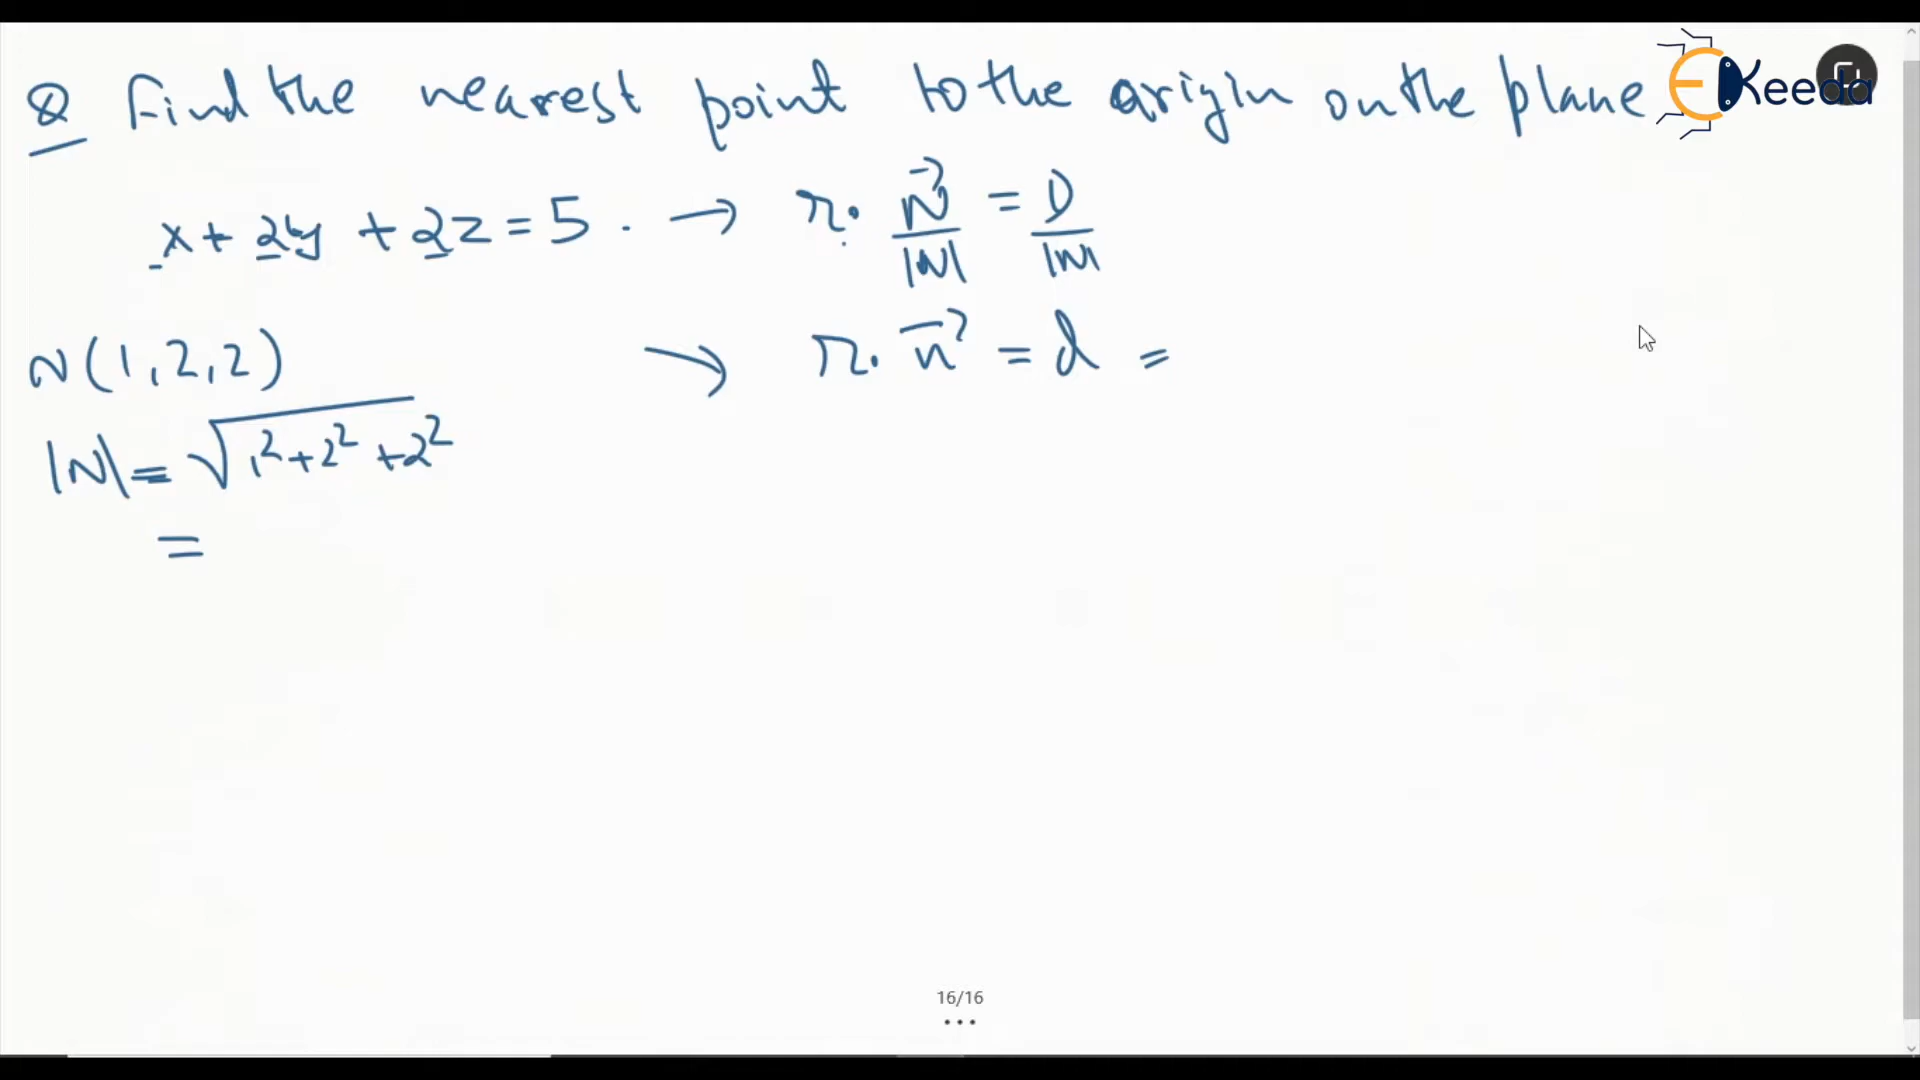 Q Find the nearest point to the origin on the plane
EKeeda
x + 2y + 2z = 5 . → r. N⃗/|N| = D/|N|
N(1,2,2) → r. n⃗ = d =
|N| = √1² + 2² + 2²
=
16/16